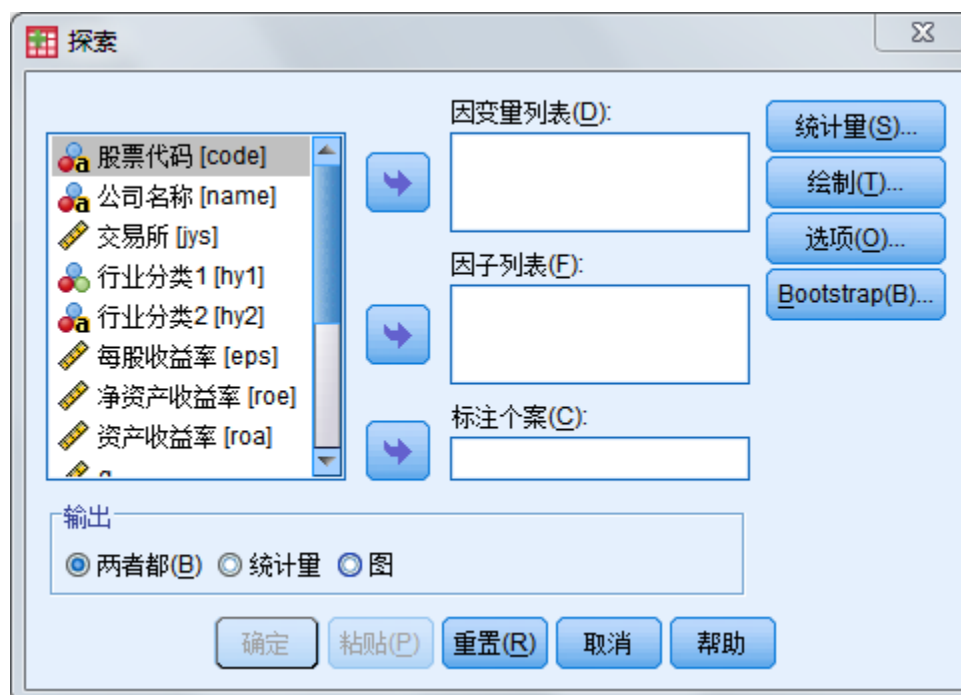 探索
股票代码 [code]
公司名称 [name]
交易所 [jys]
行业分类1 [hy1]
行业分类2 [hy2]
每股收益率 [eps]
净资产收益率 [roe]
资产收益率 [roa]
因变量列表(D):
因子列表(F):
标注个案(C):
统计量(S)...
绘制(T)...
选项(O)...
Bootstrap(B)...
输出
两者都(B) 统计量 图
确定 粘贴(P) 重置(R) 取消 帮助